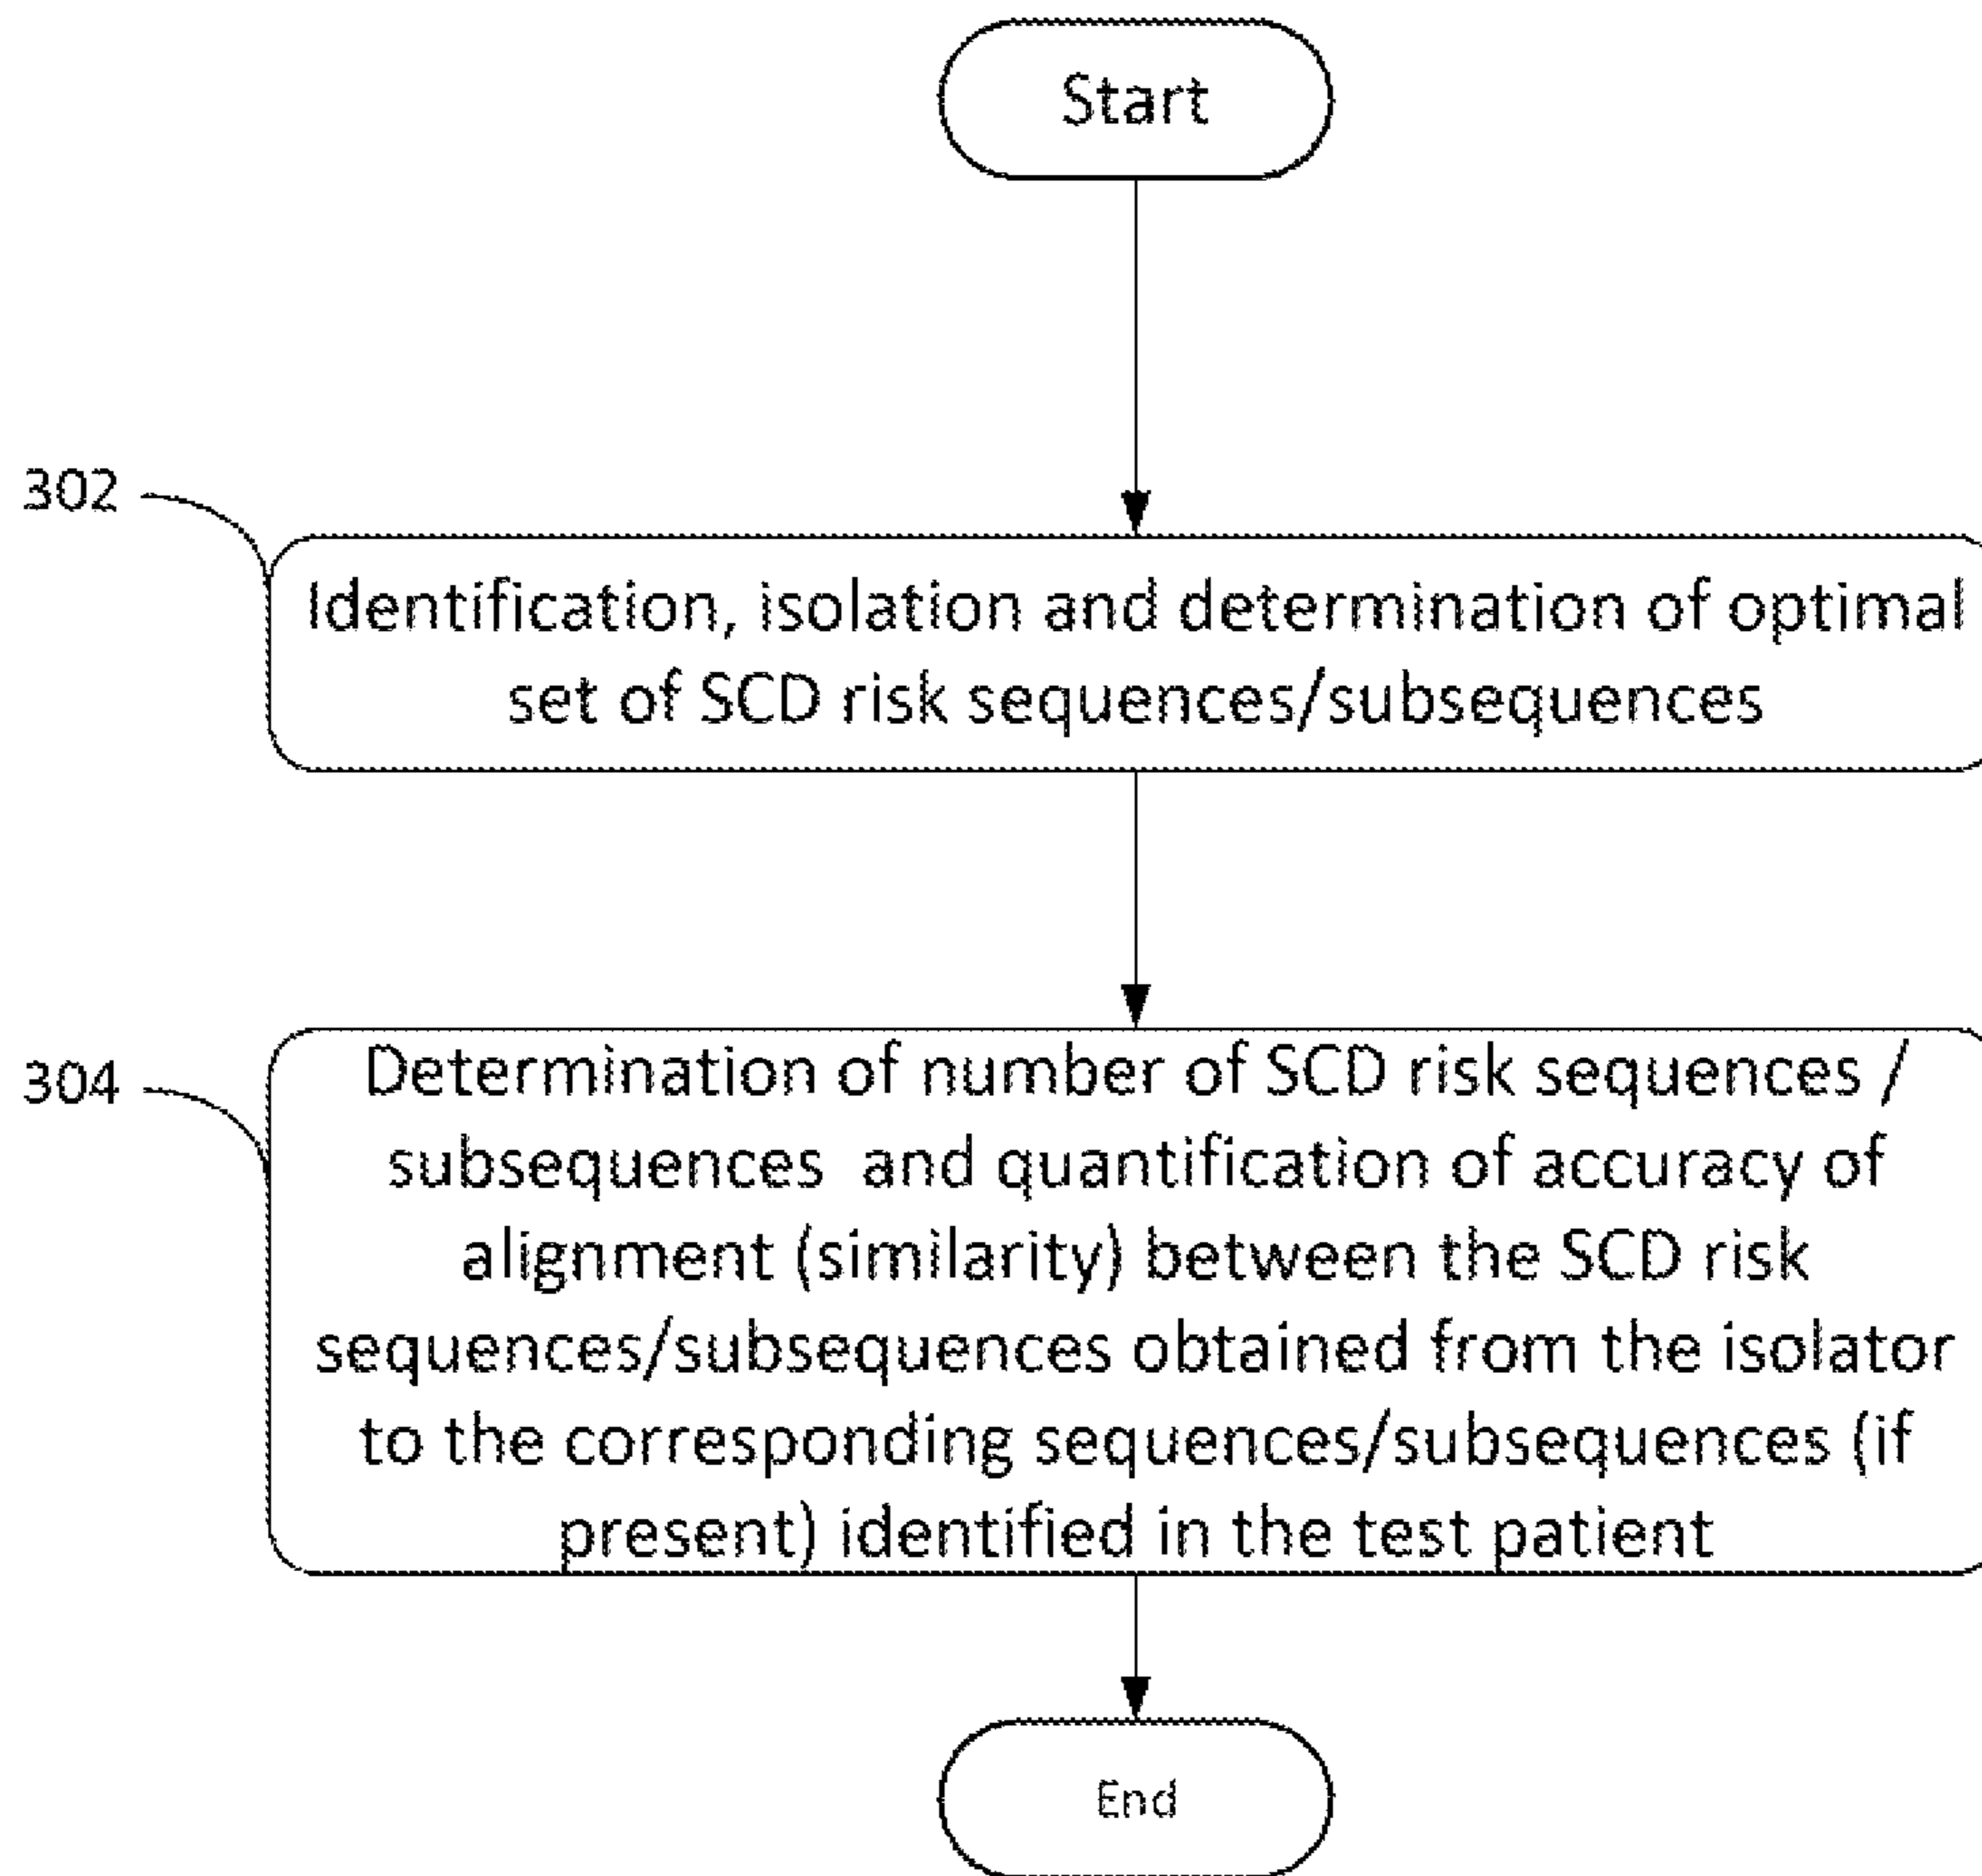 Start
302
Identification, isolation and determination of optimal
set of SCD risk sequences/subsequences
304
Determination of number of SCD risk sequences /
subsequences and quantification of accuracy of
alignment (similarity) between the SCD risk
sequences/subsequences obtained from the isolator
to the corresponding sequences/subsequences (if
present) identified in the test patient
End